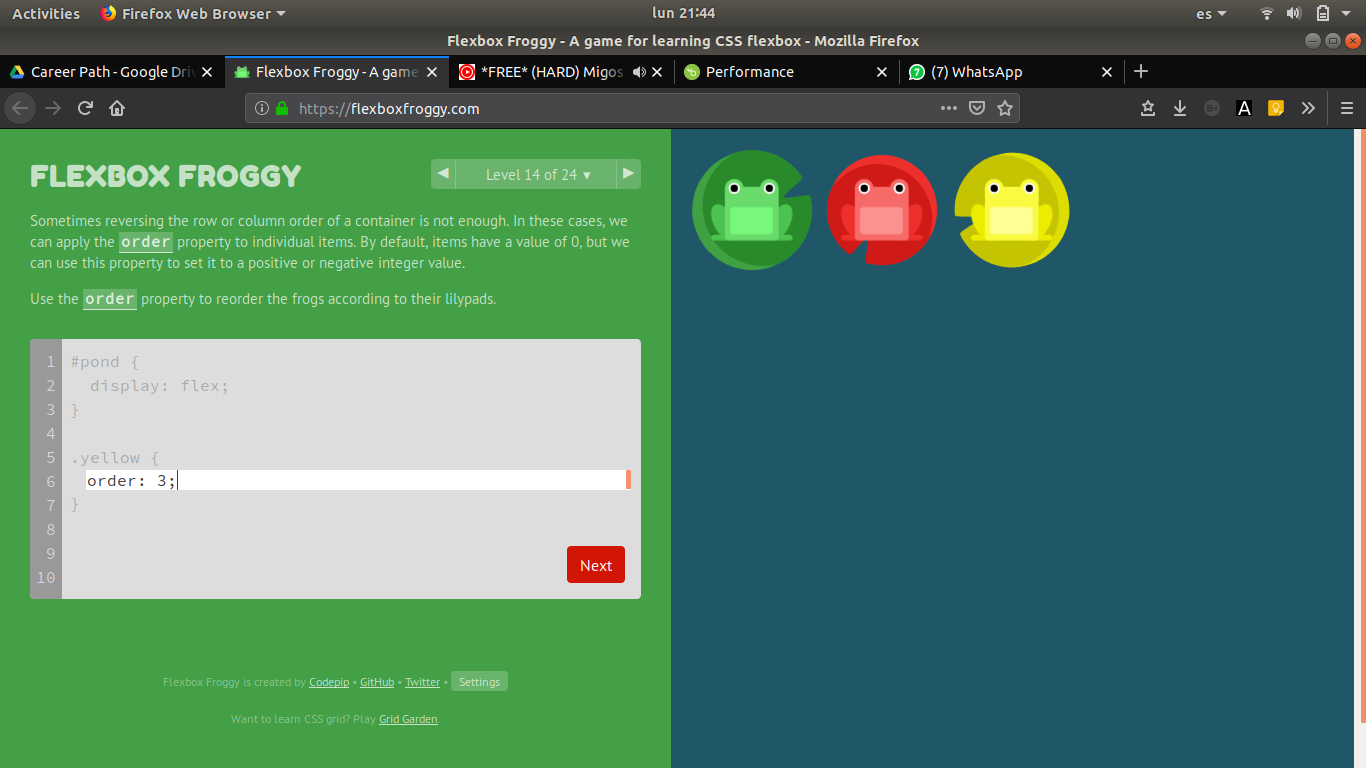 Activities Firefox Web Browser lun 21:44 es
Flexbox Froggy - A game for learning CSS flexbox - Mozilla Firefox
Career Path - Google Driv Flexbox Froggy - A game *FREE* (HARD) Migos Performance (7) WhatsApp
https://flexboxfroggy.com
FLEXBOX FROGGY
Level 14 of 24
Sometimes reversing the row or column order of a container is not enough. In these cases, we
can apply the order property to individual items. By default, items have a value of 0, but we
can use this property to set it to a positive or negative integer value.
Use the order property to reorder the frogs according to their lilypads.
1 #pond {
2 display: flex;
3 }
4
5 .yellow {
6 order: 3;
7 }
8
9
10
Next
Flexbox Froggy is created by Codepip • GitHub • Twitter • Settings
Want to learn CSS grid? Play Grid Garden.